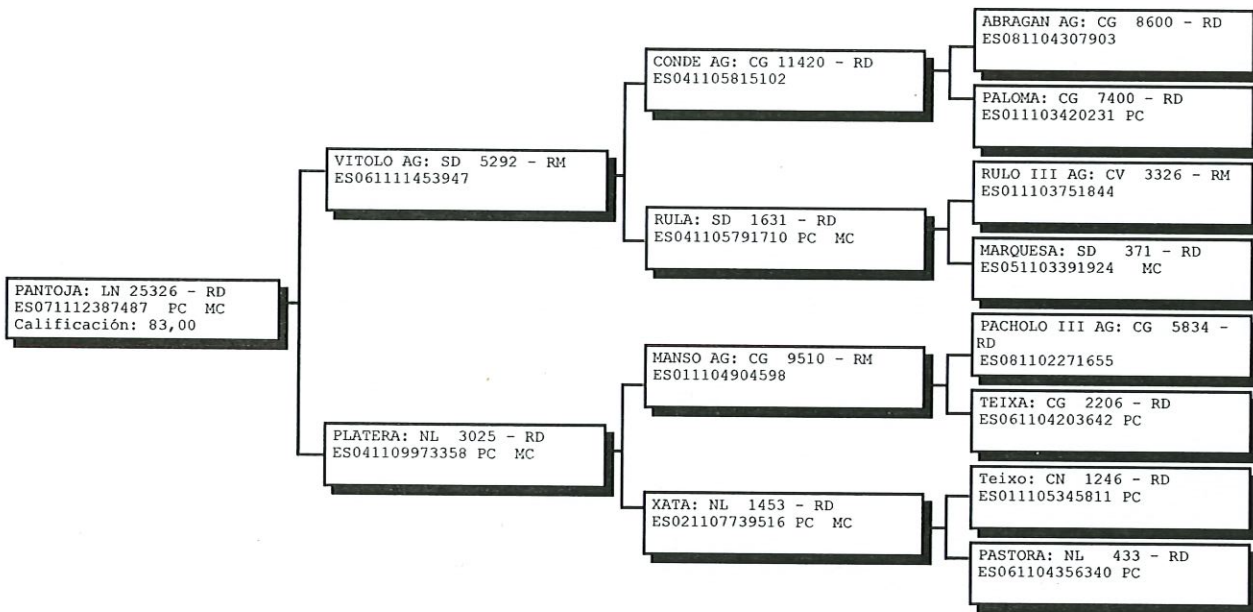 PANTOJA: LN 25326 - RD
ES071112387487 PC MC
Calificación: 83,00
VITOLO AG: SD 5292 - RM
ES061111453947
PLATERA: NL 3025 - RD
ES041109973358 PC MC
CONDE AG: CG 11420 - RD
ES041105815102
RULA: SD 1631 - RD
ES041105791710 PC MC
MANSO AG: CG 9510 - RM
ES011104904598
XATA: NL 1453 - RD
ES021107739516 PC MC
ABRAGAN AG: CG 8600 - RD
ES081104307903
PALOMA: CG 7400 - RD
ES011103420231 PC
RULO III AG: CV 3326 - RM
ES011103751844
MARQUESA: SD 371 - RD
ES051103391924 MC
PACHOLO III AG: CG 5834 -
RD
ES081102271655
TEIXA: CG 2206 - RD
ES061104203642 PC
Teixo: CN 1246 - RD
ES011105345811 PC
PASTORA: NL 433 - RD
ES061104356340 PC